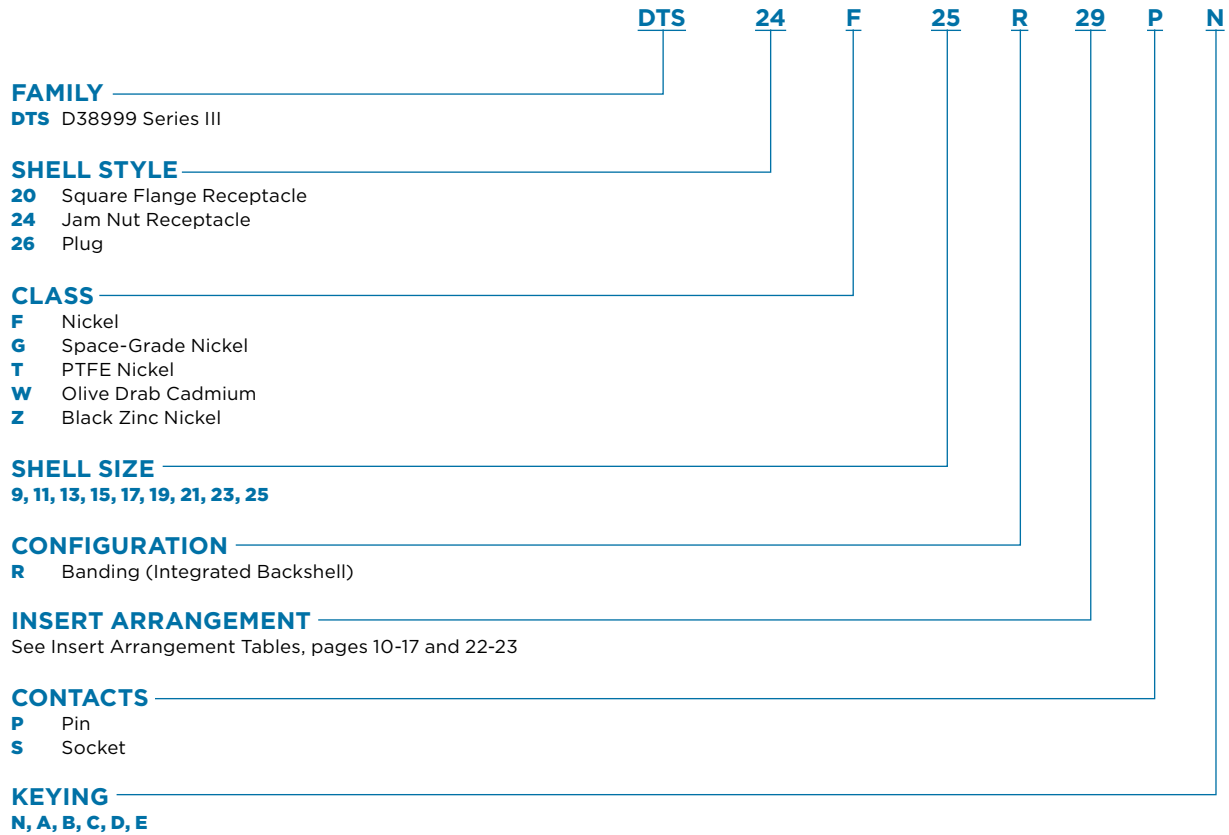 DTS 24 F 25 R 29 P N
FAMILY
DTS D38999 Series III
SHELL STYLE
20 Square Flange Receptacle
24 Jam Nut Receptacle
26 Plug
CLASS
F Nickel
G Space-Grade Nickel
T PTFE Nickel
W Olive Drab Cadmium
Z Black Zinc Nickel
SHELL SIZE
9, 11, 13, 15, 17, 19, 21, 23, 25
CONFIGURATION
R Banding (Integrated Backshell)
INSERT ARRANGEMENT
See Insert Arrangement Tables, pages 10-17 and 22-23
CONTACTS
P Pin
S Socket
KEYING
N, A, B, C, D, E